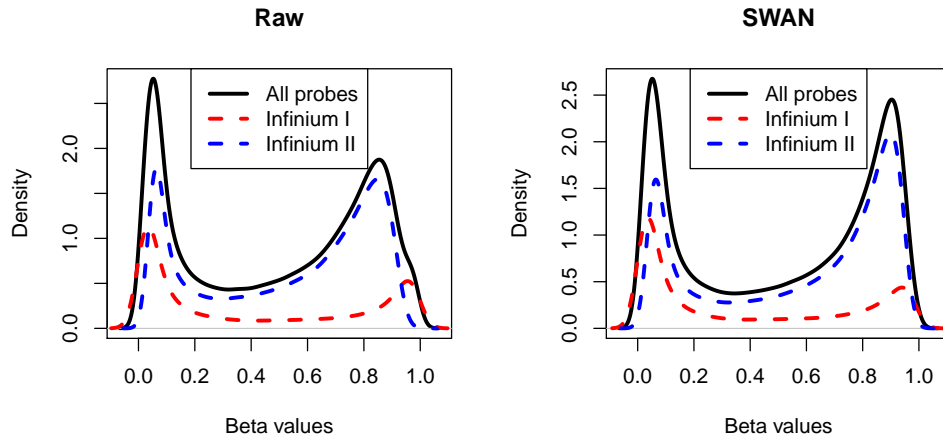 Raw
All probes
Infinium I
Infinium II
Density
0.0
1.0
2.0
0.0 0.2 0.4 0.6 0.8 1.0
Beta values
SWAN
All probes
Infinium I
Infinium II
Density
0.0
0.5
1.0
1.5
2.0
2.5
0.0 0.2 0.4 0.6 0.8 1.0
Beta values